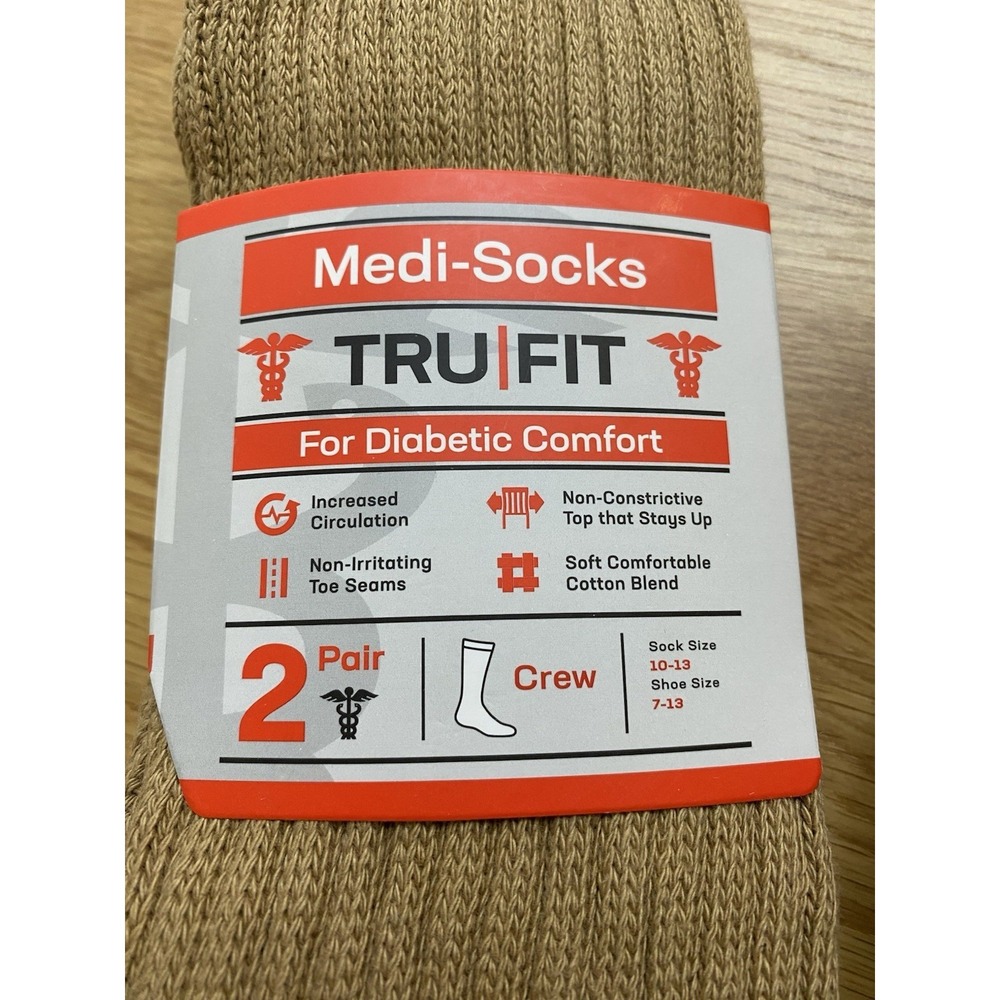 Medi-Socks
TRU|FIT
For Diabetic Comfort
Increased
Circulation
Non-Constrictive
Top that Stays Up
Non-Irritating
Toe Seams
Soft Comfortable
Cotton Blend
2 Pair
Crew
Sock Size
10-13
Shoe Size
7-13